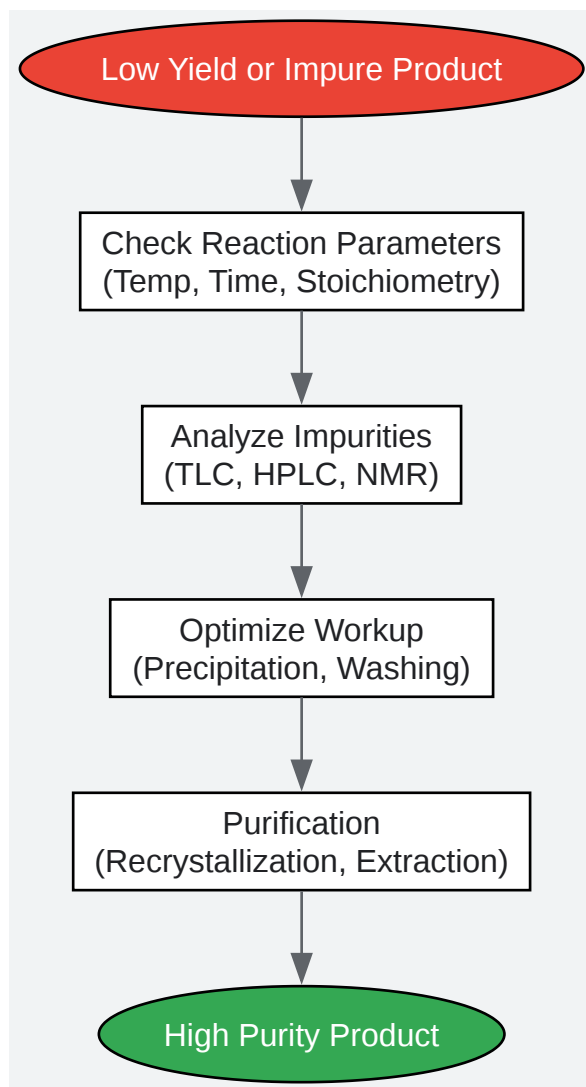 Low Yield or Impure Product
Check Reaction Parameters
(Temp, Time, Stoichiometry)
Analyze Impurities
(TLC, HPLC, NMR)
Optimize Workup
(Precipitation, Washing)
Purification
(Recrystallization, Extraction)
High Purity Product